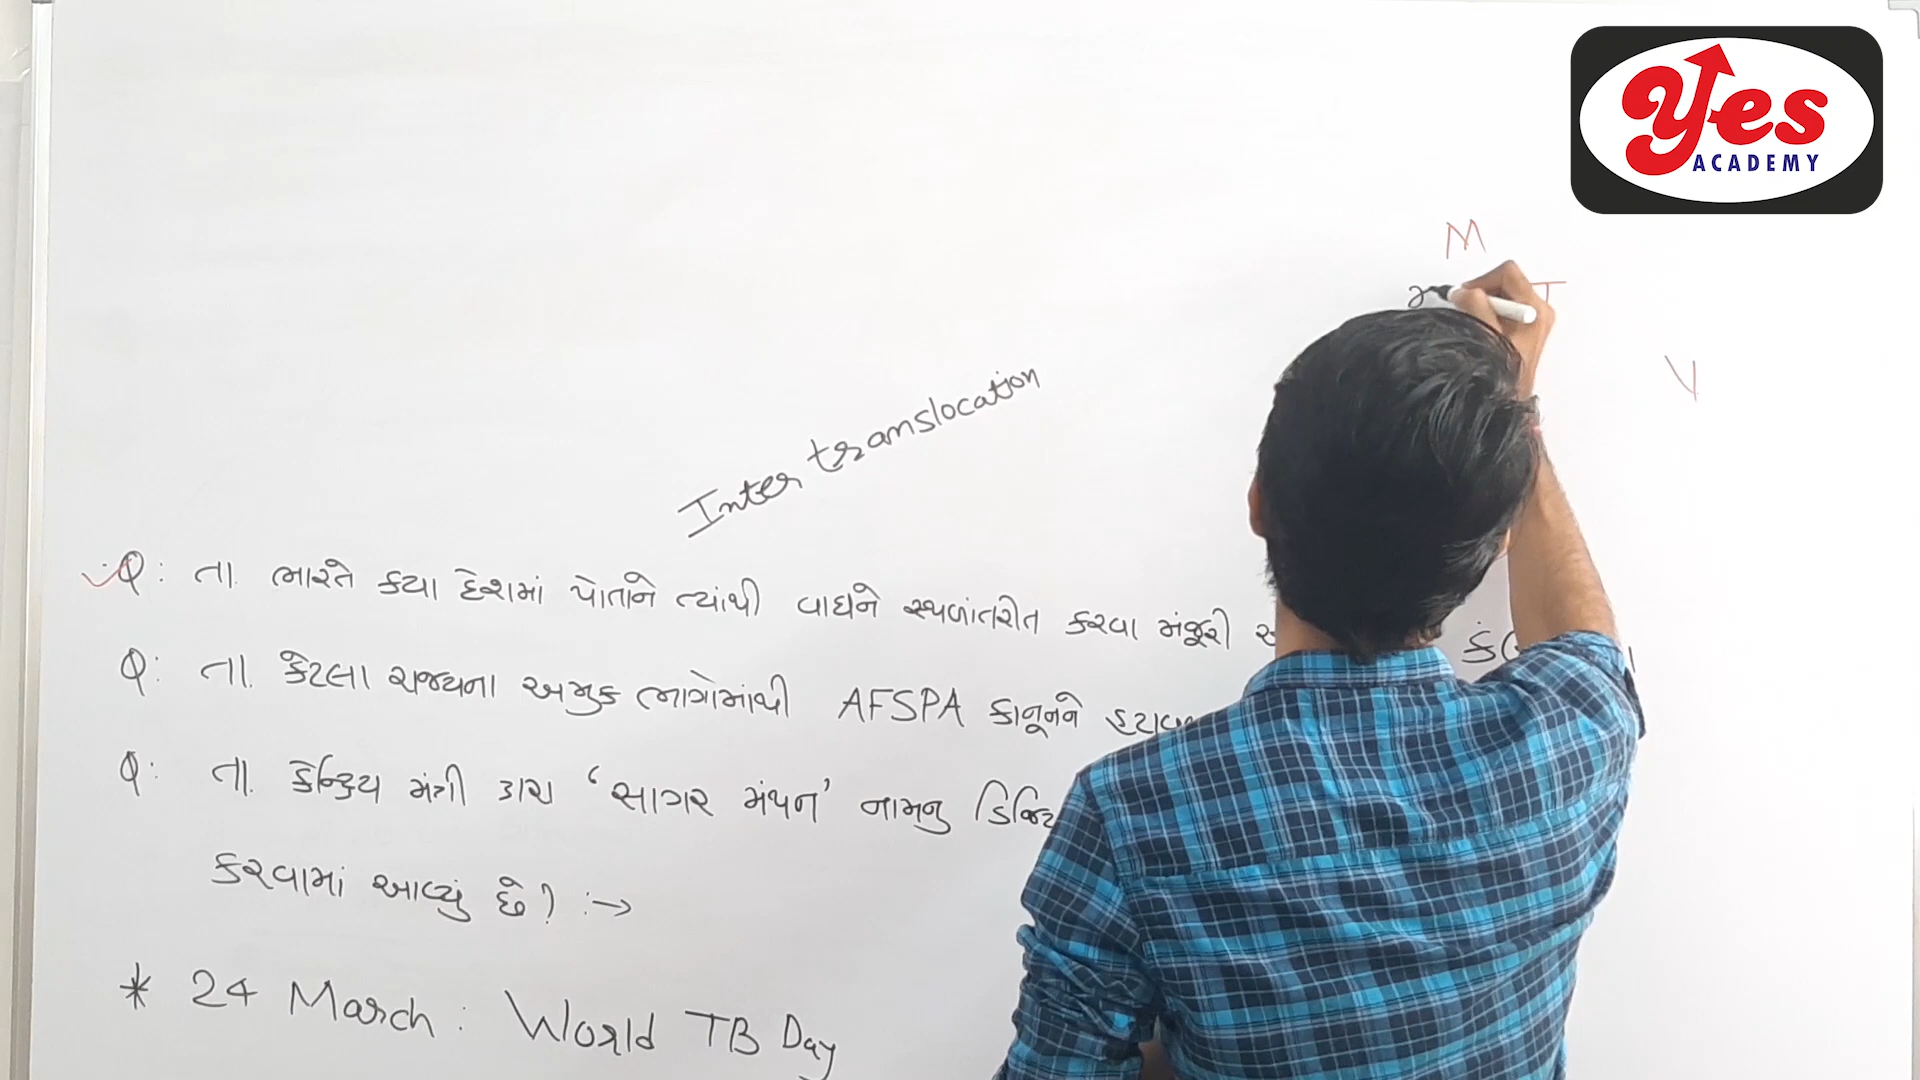 Yes
ACADEMY
M
T
V
Inter translocation
Q: તા. ભારતે ક્યા દેશમાં પોતાને ત્યાંથી વાઘને સ્થળાંતરીત કરવા મંજૂરી
Q: તા. કેટલા રાજ્યના અમુક ભાગોમાંથી AFSPA કાનૂનને
Q: તા. કેન્દ્રિય મંત્રી દ્વારા ‘સાગર મંથન’ નામનુ
કરવામાં આવ્યું છે? :→
* 24 March: World TB Day